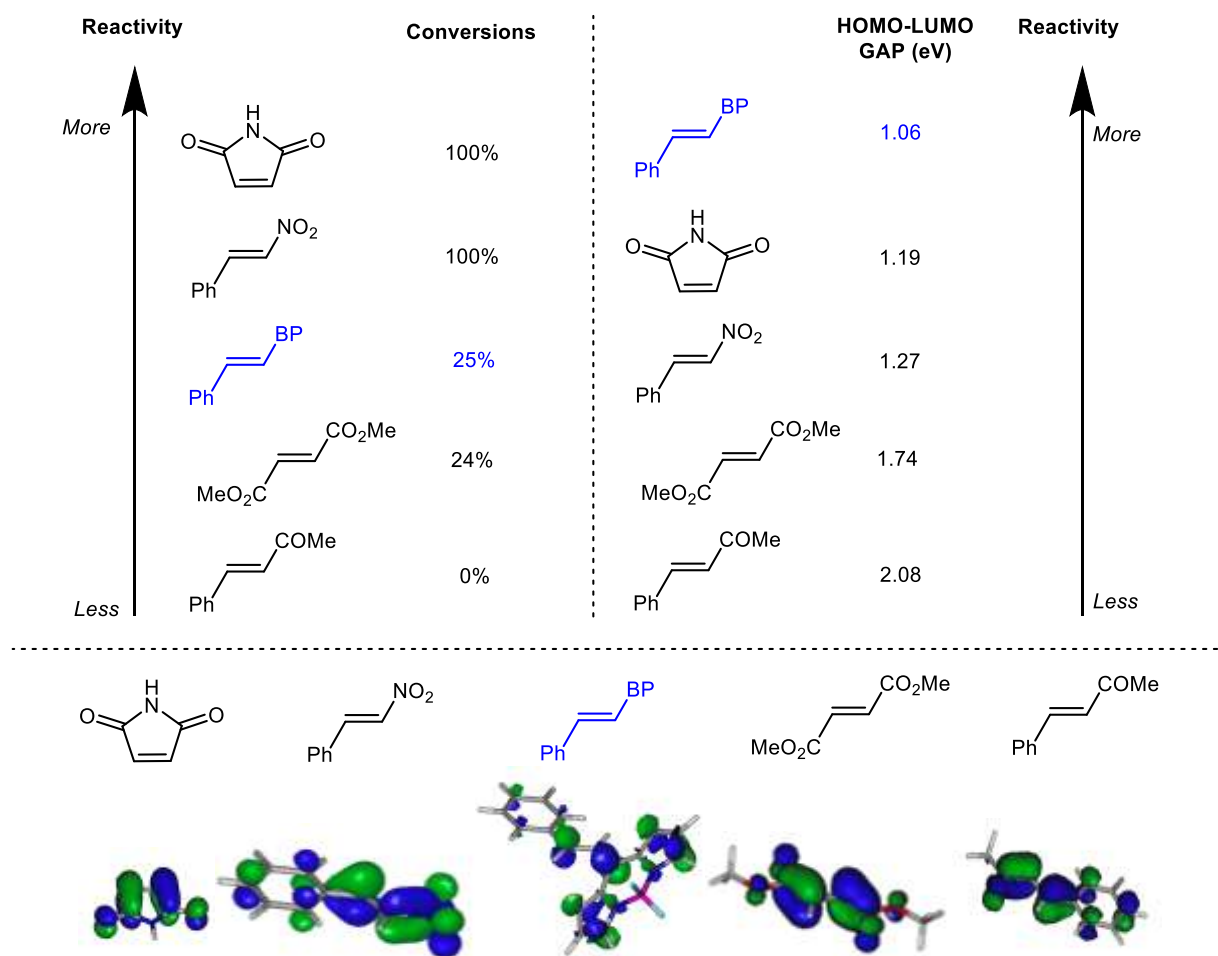 Reactivity
Conversions
HOMO-LUMO
GAP (eV)
Reactivity
More
H
N
O
O
100%
BP
Ph
1.06
More
NO2
Ph
100%
H
N
O
O
1.19
BP
Ph
25%
NO2
Ph
1.27
CO2Me
MeO2C
24%
CO2Me
MeO2C
1.74
COMe
Ph
0%
COMe
Ph
2.08
Less
Less
H
N
O
O
NO2
Ph
BP
Ph
CO2Me
MeO2C
COMe
Ph